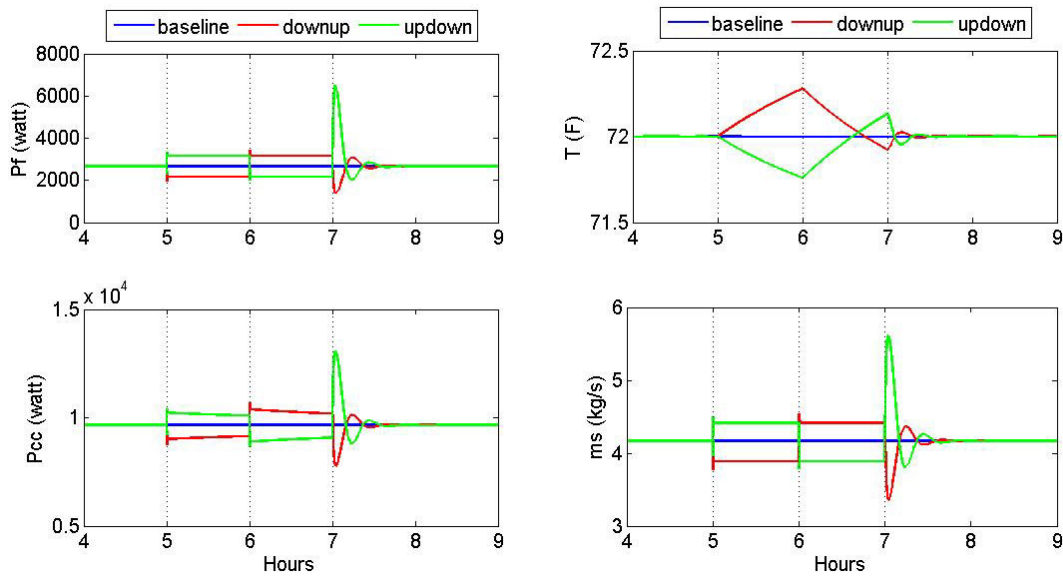 baseline downup updown
8000
6000
4000
2000
0
Pf (watt)
4 5 6 7 8 9
baseline downup updown
72.5
72
71.5
T (F)
4 5 6 7 8 9
x 10⁴
1.5
1
0.5
Pcc (watt)
4 5 6 7 8 9
Hours
6
5
4
3
ms (kg/s)
4 5 6 7 8 9
Hours